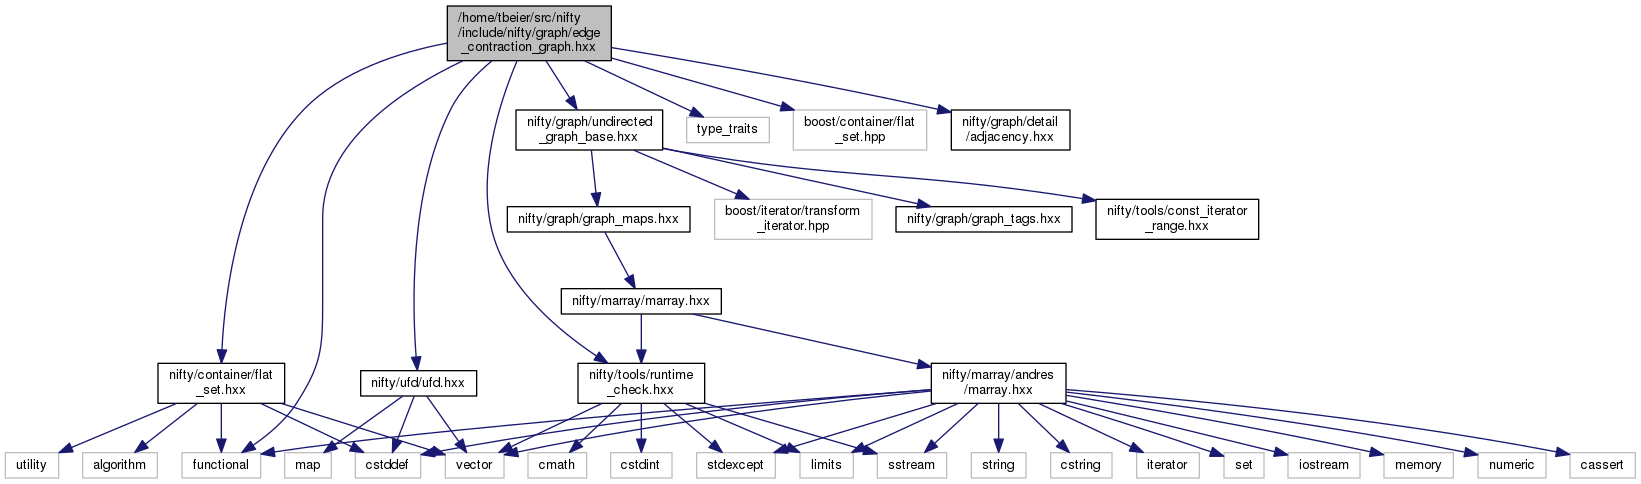 /home/tbeier/src/nifty
/include/nifty/graph/edge
_contraction_graph.hxx
nifty/graph/undirected
_graph_base.hxx
type_traits
boost/container/flat
_set.hpp
nifty/graph/detail
/adjacency.hxx
nifty/graph/graph_maps.hxx
boost/iterator/transform
_iterator.hpp
nifty/graph/graph_tags.hxx
nifty/tools/const_iterator
_range.hxx
nifty/marray/marray.hxx
nifty/container/flat
_set.hxx
nifty/ufd/ufd.hxx
nifty/tools/runtime
_check.hxx
nifty/marray/andres
/marray.hxx
utility
algorithm
functional
map
cstddef
vector
cmath
cstdint
stdexcept
limits
sstream
string
cstring
iterator
set
iostream
memory
numeric
cassert